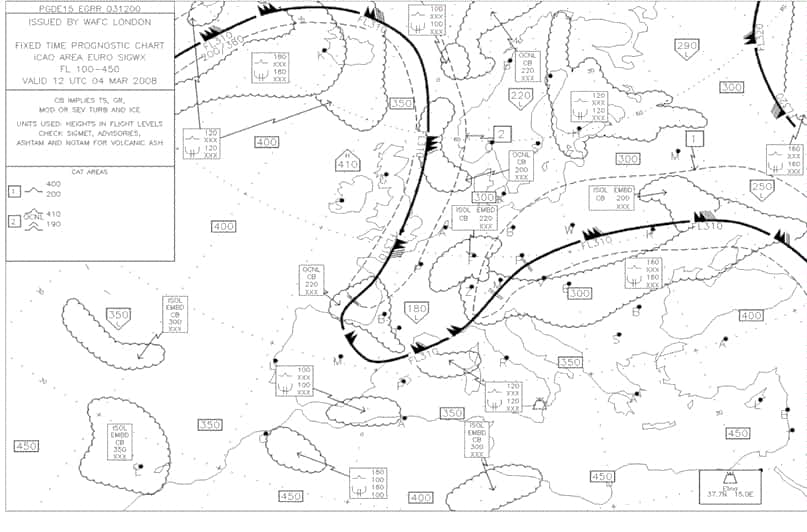 PGDE15 EGRR 031200
ISSUED BY WAFC LONDON
FIXED TIME PROGNOSTIC CHART
ICAO AREA EURO SIGWX
FL 100-450
VALID 12 UTC 04 MAR 2008
CB IMPLIES TS, GR,
MOD OR SEV TURB AND ICE
UNITS USED: HEIGHTS IN FLIGHT LEVELS
CHECK SIGMET, ADVISORIES,
ASHTAM AND NOTAM FOR VOLCANIC ASH
CAT AREAS
1 400
200
2 OCNL 410
190
FL310
200/380
FL310
100
XXX
100
XXX
180
XXX
180
XXX
OCNL
CB
220
XXX
290
L
300
350
220
L
120
XXX
120
XXX
120
XXX
120
XXX
400
2
1
H
410
OCNL
CB
200
XXX
300
M
160
XXX
160
XXX
250
L
300
ISOL EMBD
CB 200
XXX
ISOL EMBD
CB 220
XXX
S
400
B
W
FL310
FL310
OCNL
CB
220
XXX
180
XXX
180
XXX
300
350
L
ISOL
EMBD
CB
300
XXX
180
L
B
B
400
S
A
M
FL310
R
350
100
XXX
100
XXX
120
XXX
120
XXX
P
350
350
A
450
ISOL
EMBD
CB
350
XXX
ISOL
EMBD
CB
300
XXX
450
180
XXX
180
100
450
400
450
Etna
37.7N 15.0E